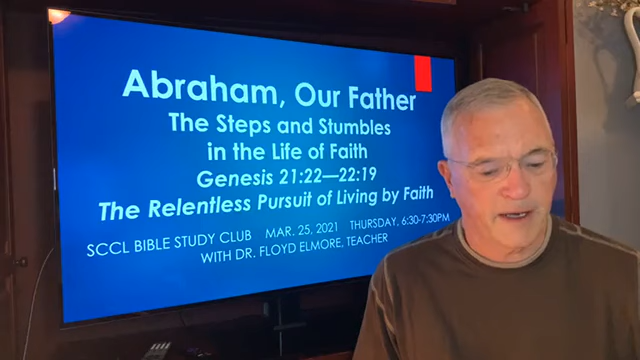 Abraham, Our Father
The Steps and Stumbles
in the Life of Faith
Genesis 21:22—22:19
The Relentless Pursuit of Living by Faith
SCCL BIBLE STUDY CLUB MAR. 25, 2021 THURSDAY, 6:30-7:30PM
WITH DR. FLOYD ELMORE, TEACHER